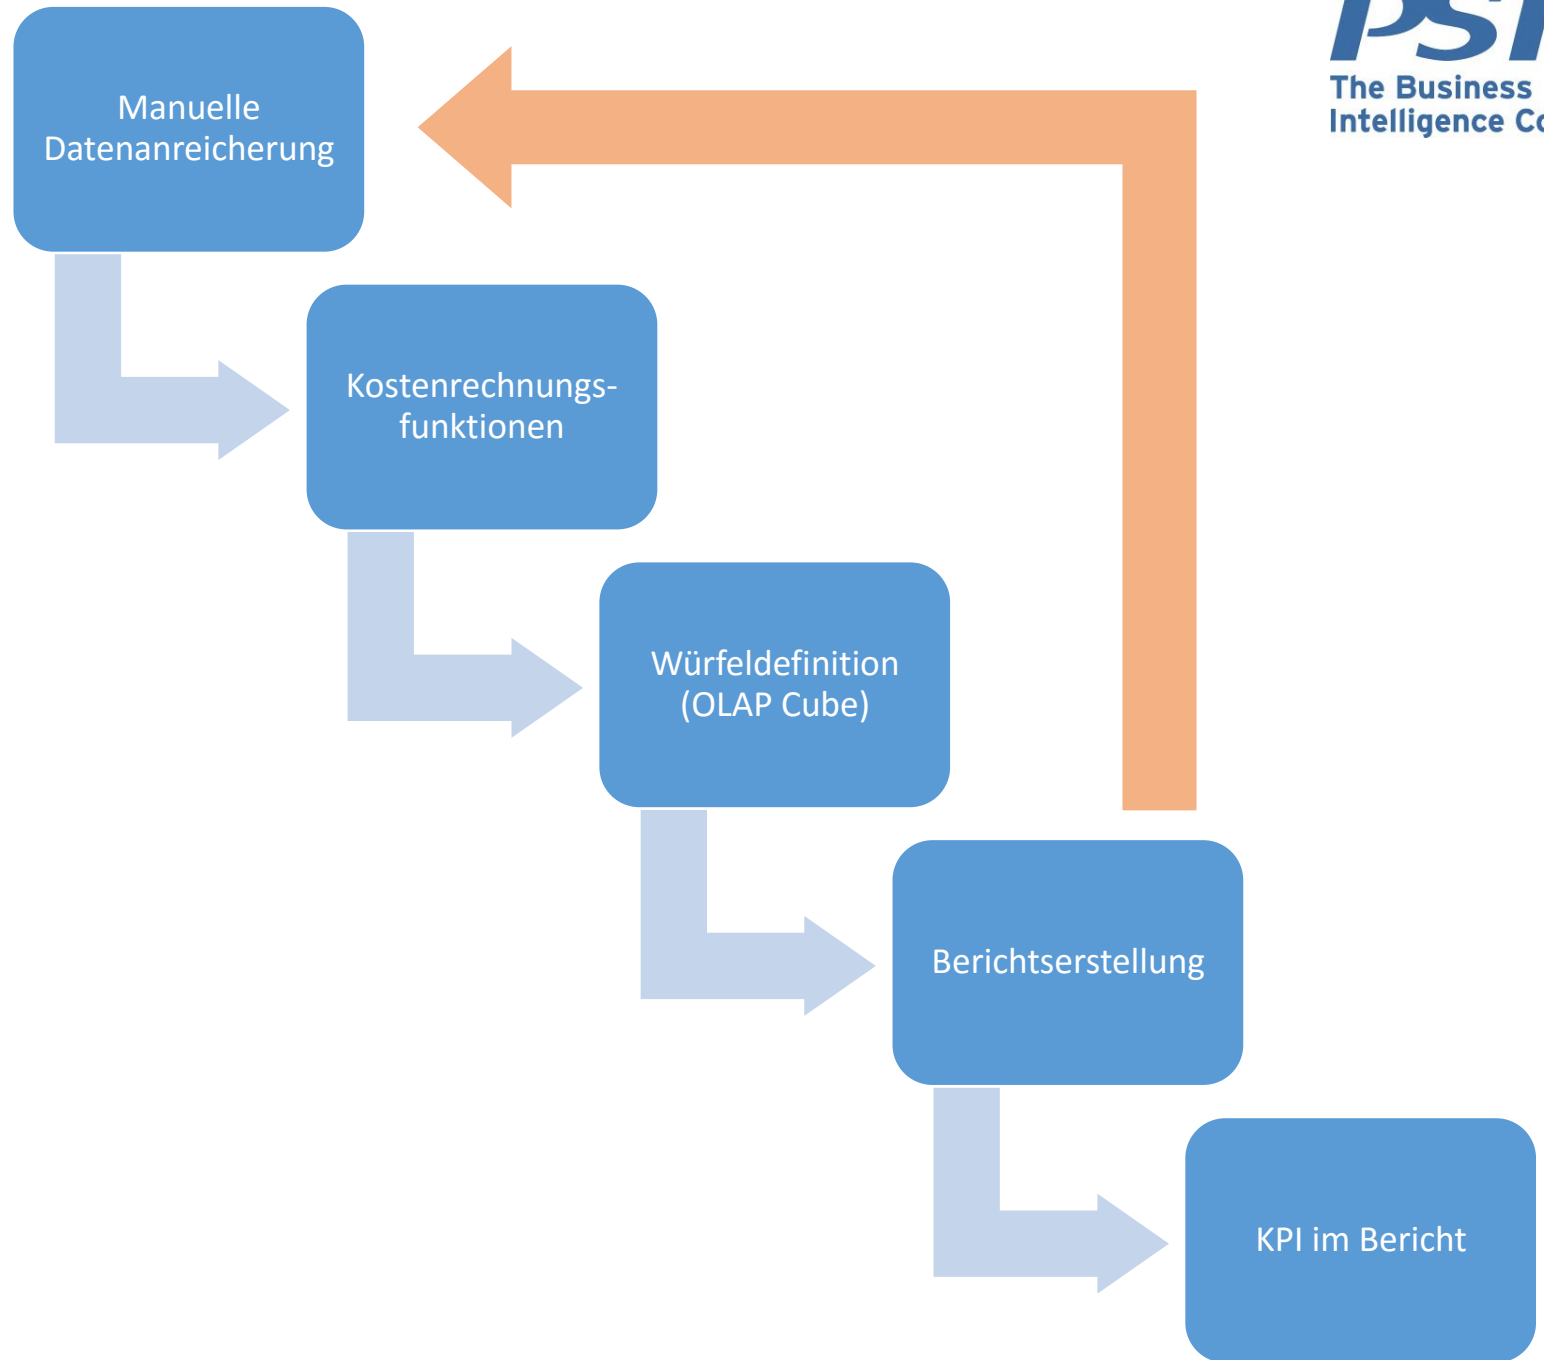 Manuelle
Datenanreicherung
The Business
Intelligence
Kostenrechnungs-
funktionen
Würfeldefinition
(OLAP Cube)
Berichtserstellung
KPI im Bericht